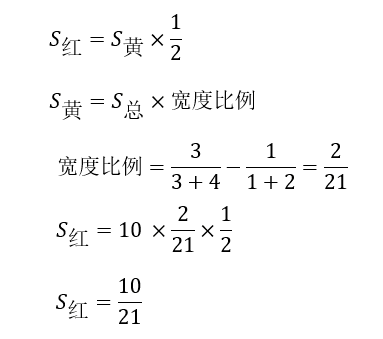 S红 = S黄 × 1/2
S黄 = S总 × 宽度比例
宽度比例 = 3/(3 + 4) − 1/(1 + 2) = 2/21
S红 = 10 × 2/21 × 1/2
S红 = 10/21